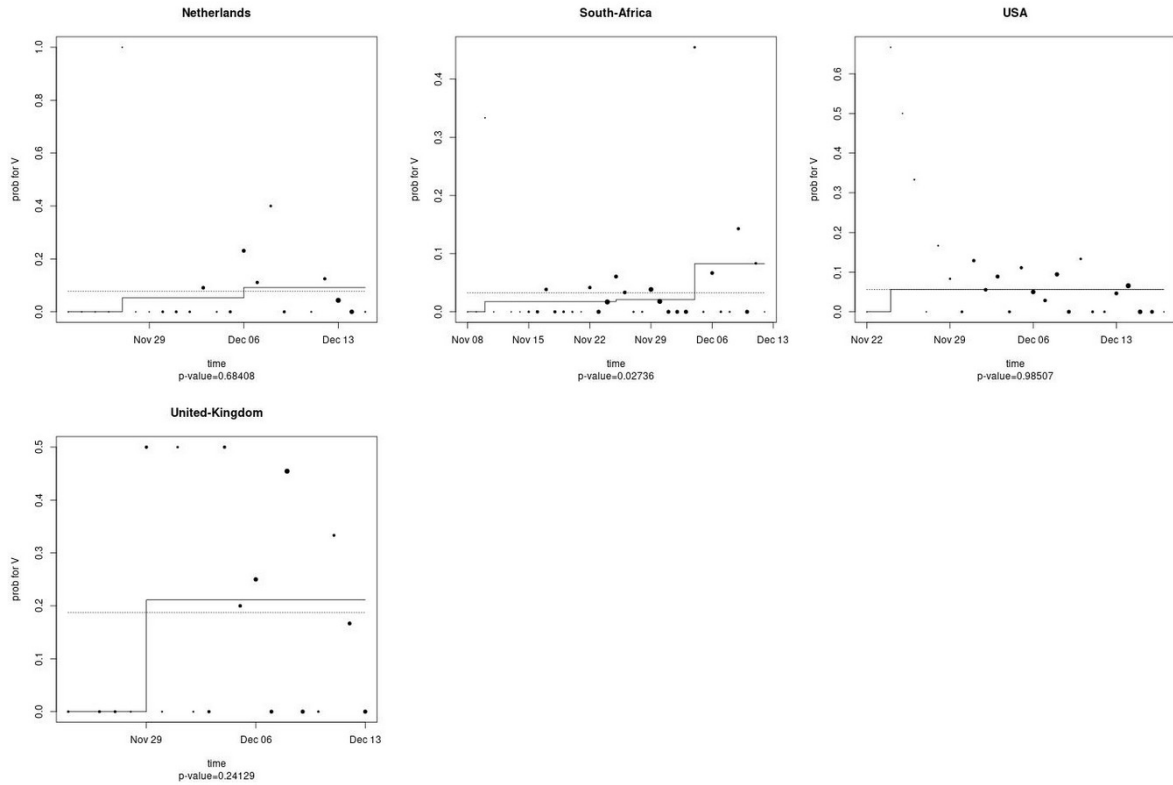 Netherlands
prob for V
0.0 0.2 0.4 0.6 0.8 1.0
Nov 29 Dec 06 Dec 13
time
p-value=0.68408
South-Africa
prob for V
0.0 0.1 0.2 0.3 0.4
Nov 08 Nov 15 Nov 22 Nov 29 Dec 06 Dec 13
time
p-value=0.02736
USA
prob for V
0.0 0.1 0.2 0.3 0.4 0.5 0.6
Nov 22 Nov 29 Dec 06 Dec 13
time
p-value=0.98507
United-Kingdom
prob for V
0.0 0.1 0.2 0.3 0.4 0.5
Nov 29 Dec 06 Dec 13
time
p-value=0.24129